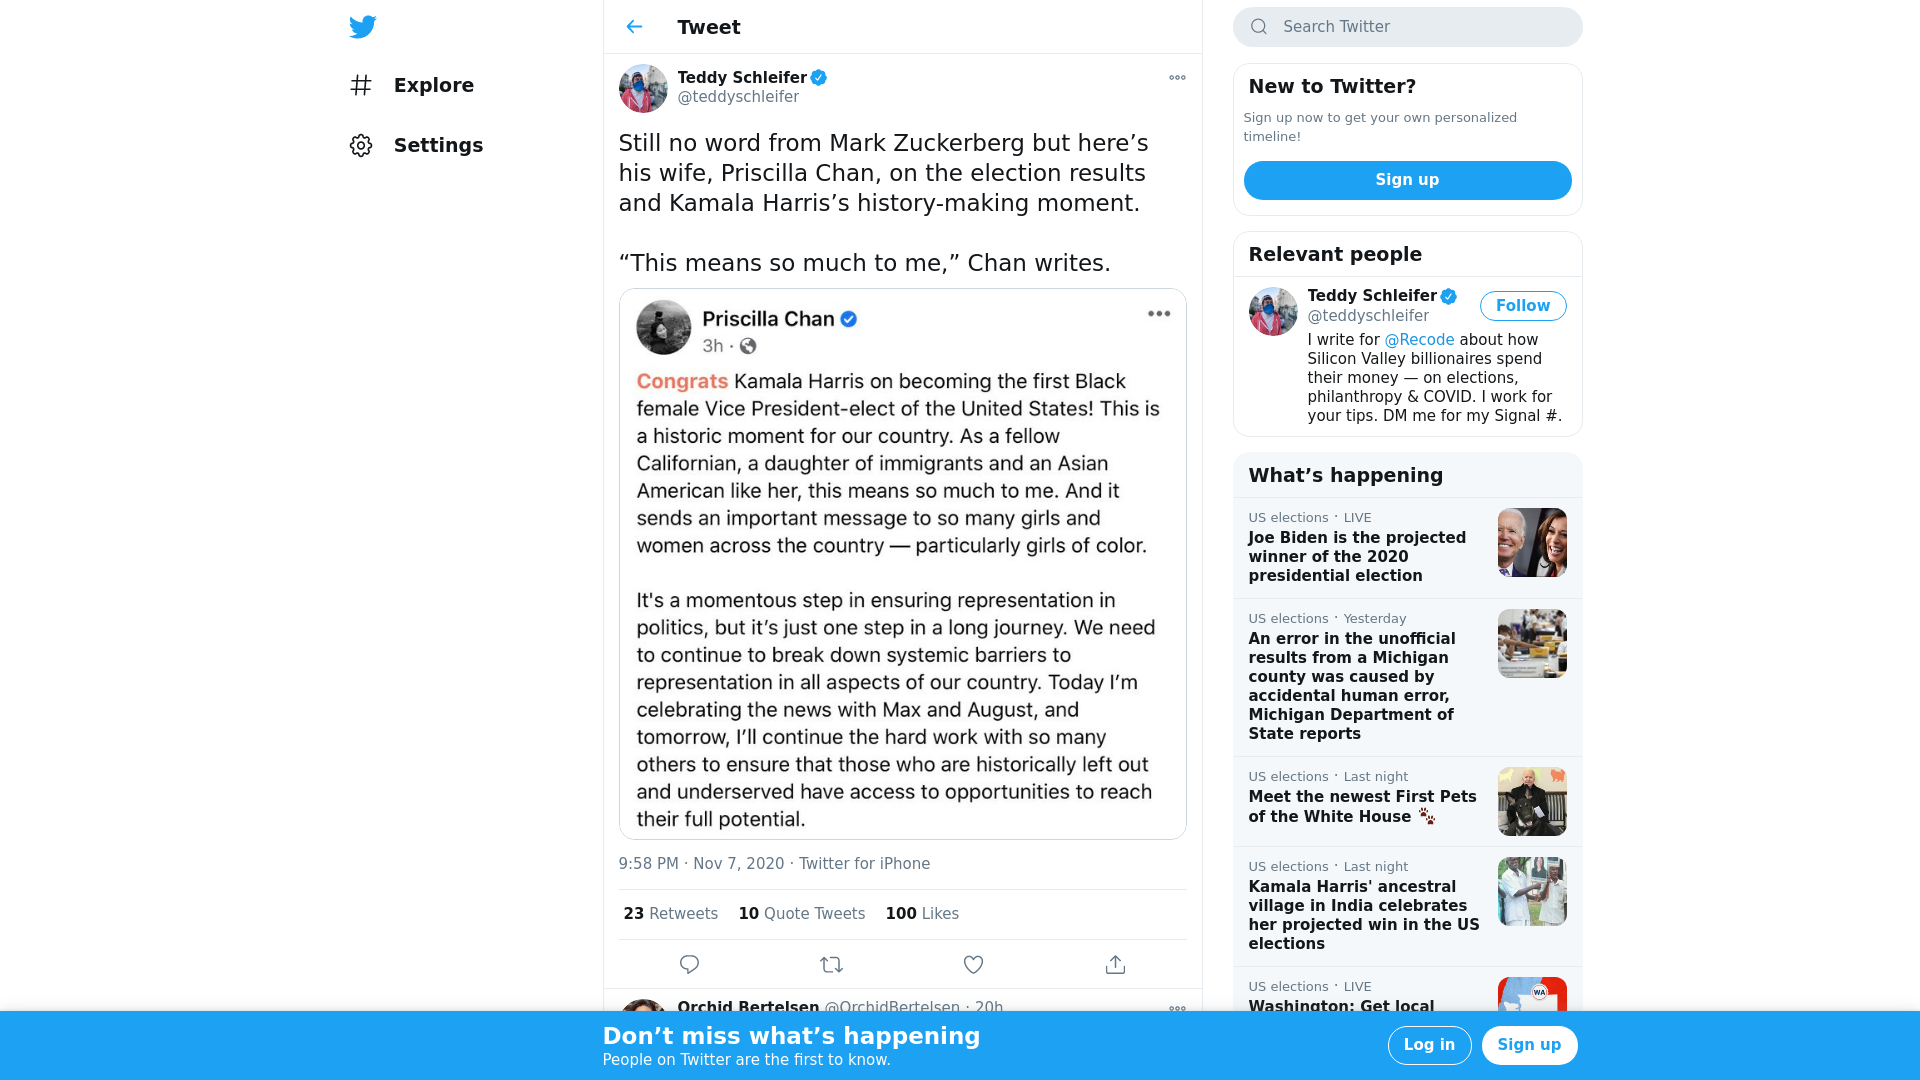 Explore
Settings
Tweet
Teddy Schleifer
@teddyschleifer
Still no word from Mark Zuckerberg but here’s
his wife, Priscilla Chan, on the election results
and Kamala Harris’s history-making moment.
“This means so much to me,” Chan writes.
Priscilla Chan
3h ·
Congrats Kamala Harris on becoming the first Black
female Vice President-elect of the United States! This is
a historic moment for our country. As a fellow
Californian, a daughter of immigrants and an Asian
American like her, this means so much to me. And it
sends an important message to so many girls and
women across the country — particularly girls of color.
It's a momentous step in ensuring representation in
politics, but it’s just one step in a long journey. We need
to continue to break down systemic barriers to
representation in all aspects of our country. Today I’m
celebrating the news with Max and August, and
tomorrow, I’ll continue the hard work with so many
others to ensure that those who are historically left out
and underserved have access to opportunities to reach
their full potential.
9:58 PM · Nov 7, 2020 · Twitter for iPhone
23 Retweets 10 Quote Tweets 100 Likes
Orchid Bertelsen @OrchidBertelsen · 20h
Search Twitter
New to Twitter?
Sign up now to get your own personalized
timeline!
Sign up
Relevant people
Teddy Schleifer
@teddyschleifer
Follow
I write for @Recode about how
Silicon Valley billionaires spend
their money — on elections,
philanthropy & COVID. I work for
your tips. DM me for my Signal #.
What’s happening
US elections · LIVE
Joe Biden is the projected
winner of the 2020
presidential election
US elections · Yesterday
An error in the unofficial
results from a Michigan
county was caused by
accidental human error,
Michigan Department of
State reports
US elections · Last night
Meet the newest First Pets
of the White House 🐾
US elections · Last night
Kamala Harris' ancestral
village in India celebrates
her projected win in the US
elections
US elections · LIVE
Washington: Get local
WA
Don’t miss what’s happening
People on Twitter are the first to know.
Log in
Sign up